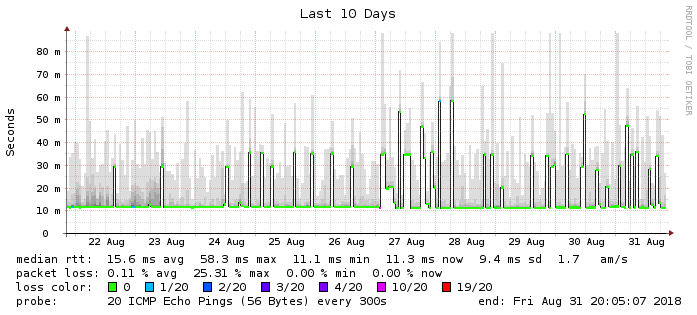 Last 10 Days
RRDTOOL / TOBI OETIKER
Seconds
80 m
70 m
60 m
50 m
40 m
30 m
20 m
10 m
0
22 Aug 23 Aug 24 Aug 25 Aug 26 Aug 27 Aug 28 Aug 29 Aug 30 Aug 31 Aug
median rtt: 15.6 ms avg 58.3 ms max 11.1 ms min 11.3 ms now 9.4 ms sd 1.7 am/s
packet loss: 0.11 % avg 25.31 % max 0.00 % min 0.00 % now
loss color: 0 1/20 2/20 3/20 4/20 10/20 19/20
probe: 20 ICMP Echo Pings (56 Bytes) every 300s end: Fri Aug 31 20:05:07 2018